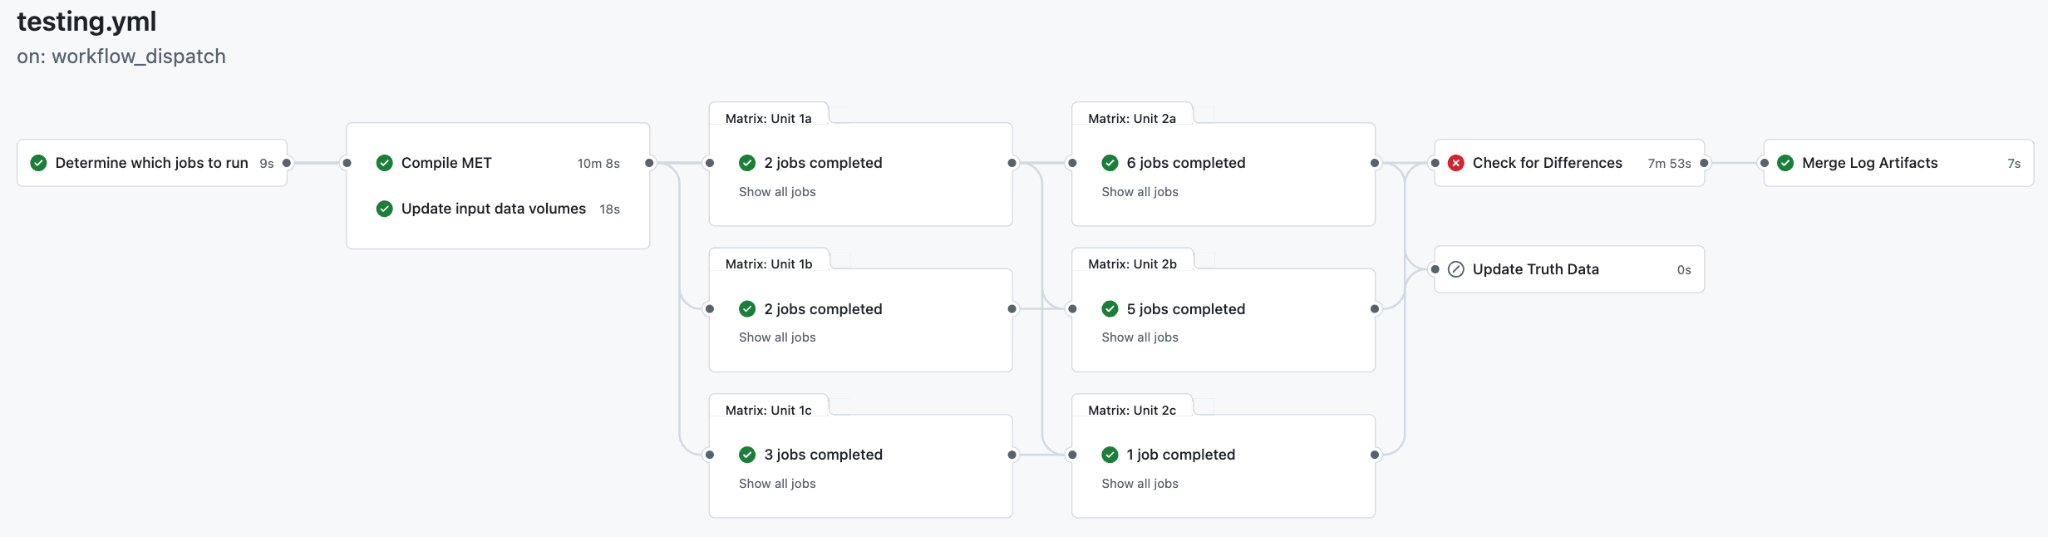 testing.yml
on: workflow_dispatch
Determine which jobs to run 9s
Compile MET 10m 8s
Update input data volumes 18s
Matrix: Unit 1a
2 jobs completed
Show all jobs
Matrix: Unit 1b
2 jobs completed
Show all jobs
Matrix: Unit 1c
3 jobs completed
Show all jobs
Matrix: Unit 2a
6 jobs completed
Show all jobs
Matrix: Unit 2b
5 jobs completed
Show all jobs
Matrix: Unit 2c
1 job completed
Show all jobs
Check for Differences 7m 53s
Update Truth Data 0s
Merge Log Artifacts 7s